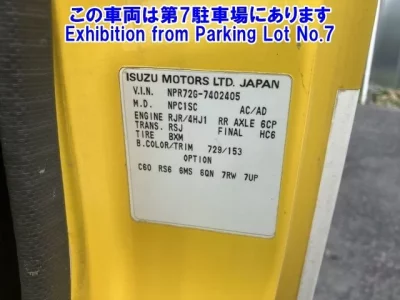 この車両は第7駐車場にあります
Exhibition from Parking Lot No.7
ISUZU MOTORS LTD. JAPAN
V.I.N. NPR72G-7402405
M.D. NPC1SC AC/AD
ENGINE RJR/4HJ1 RR AXLE 6CP
TRANS. RSJ FINAL HC6
TIRE BXM
B.COLOR/TRIM 729/153
OPTION
C60 RS6 6MS 6QN 7RW 7UP